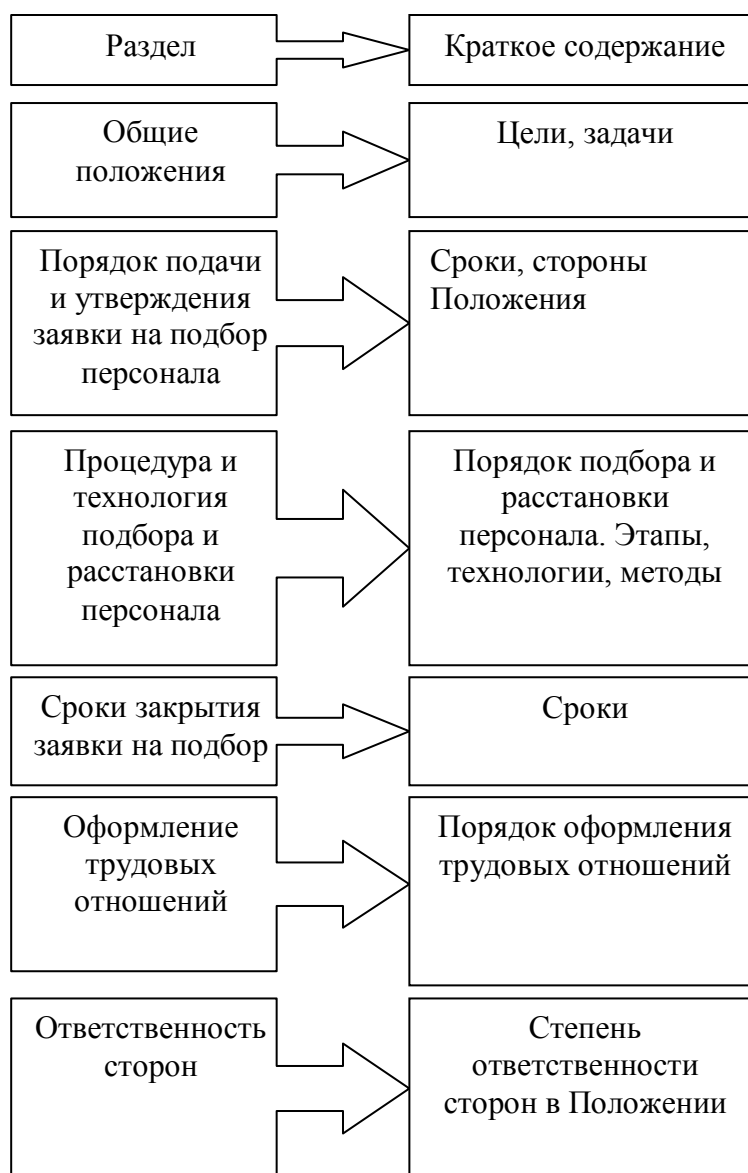 Раздел
Краткое содержание
Общие
положения
Цели, задачи
Порядок подачи
и утверждения
заявки на подбор
персонала
Сроки, стороны
Положения
Процедура и
технология
подбора и
расстановки
персонала
Порядок подбора и
расстановки
персонала. Этапы,
технологии, методы
Сроки закрытия
заявки на подбор
Сроки
Оформление
трудовых
отношений
Порядок оформления
трудовых отношений
Ответственность
сторон
Степень
ответственности
сторон в Положении